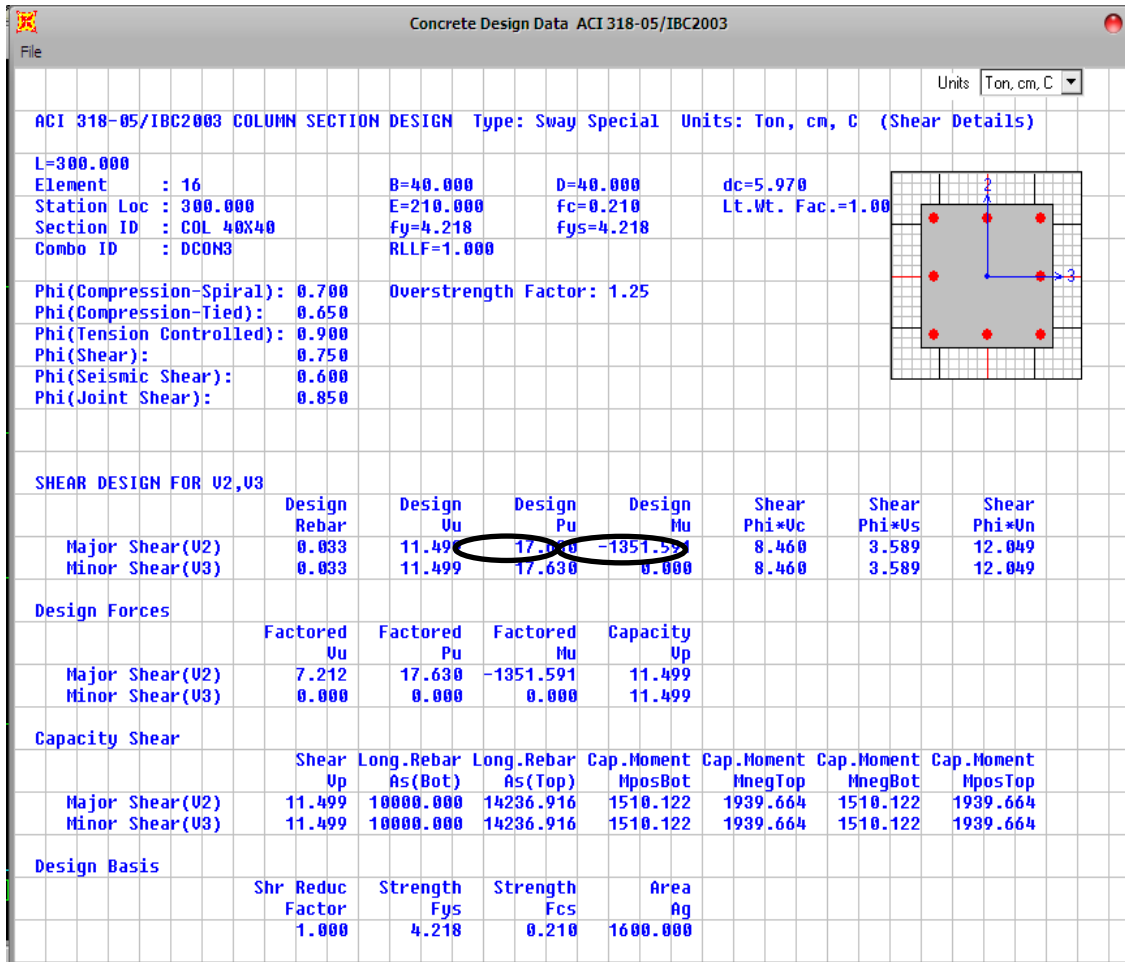 Concrete Design Data  ACI 318-05/IBC2003
File
Units Ton, cm, C
ACI 318-05/IBC2003 COLUMN SECTION DESIGN  Type: Sway Special  Units: Ton, cm, C  (Shear Details)
L=300.000
Element : 16 B=40.000 D=40.000 dc=5.970
Station Loc : 300.000 E=210.000 fc=0.210 Lt.Wt. Fac.=1.00
Section ID : COL 40X40 fy=4.218 fys=4.218
Combo ID : DCON3 RLLF=1.000
2
3
Phi(Compression-Spiral): 0.700 Overstrength Factor: 1.25
Phi(Compression-Tied): 0.650
Phi(Tension Controlled): 0.900
Phi(Shear): 0.750
Phi(Seismic Shear): 0.600
Phi(Joint Shear): 0.850
SHEAR DESIGN FOR V2,V3
Design Design Design Design Shear Shear Shear
Rebar Vu Pu Mu Phi*Vc Phi*Vs Phi*Vn
Major Shear(V2) 0.033 11.499 17.630 -1351.591 8.460 3.589 12.049
Minor Shear(V3) 0.033 11.499 17.630 0.000 8.460 3.589 12.049
Design Forces
Factored Factored Factored Capacity
Vu Pu Mu Vp
Major Shear(V2) 7.212 17.630 -1351.591 11.499
Minor Shear(V3) 0.000 0.000 0.000 11.499
Capacity Shear
Shear Long.Rebar Long.Rebar Cap.Moment Cap.Moment Cap.Moment Cap.Moment
Vp As(Bot) As(Top) MposBot MnegTop MnegBot MposTop
Major Shear(V2) 11.499 10000.000 14236.916 1510.122 1939.664 1510.122 1939.664
Minor Shear(V3) 11.499 10000.000 14236.916 1510.122 1939.664 1510.122 1939.664
Design Basis
Shr Reduc Strength Strength Area
Factor Fys Fcs Ag
1.000 4.218 0.210 1600.000